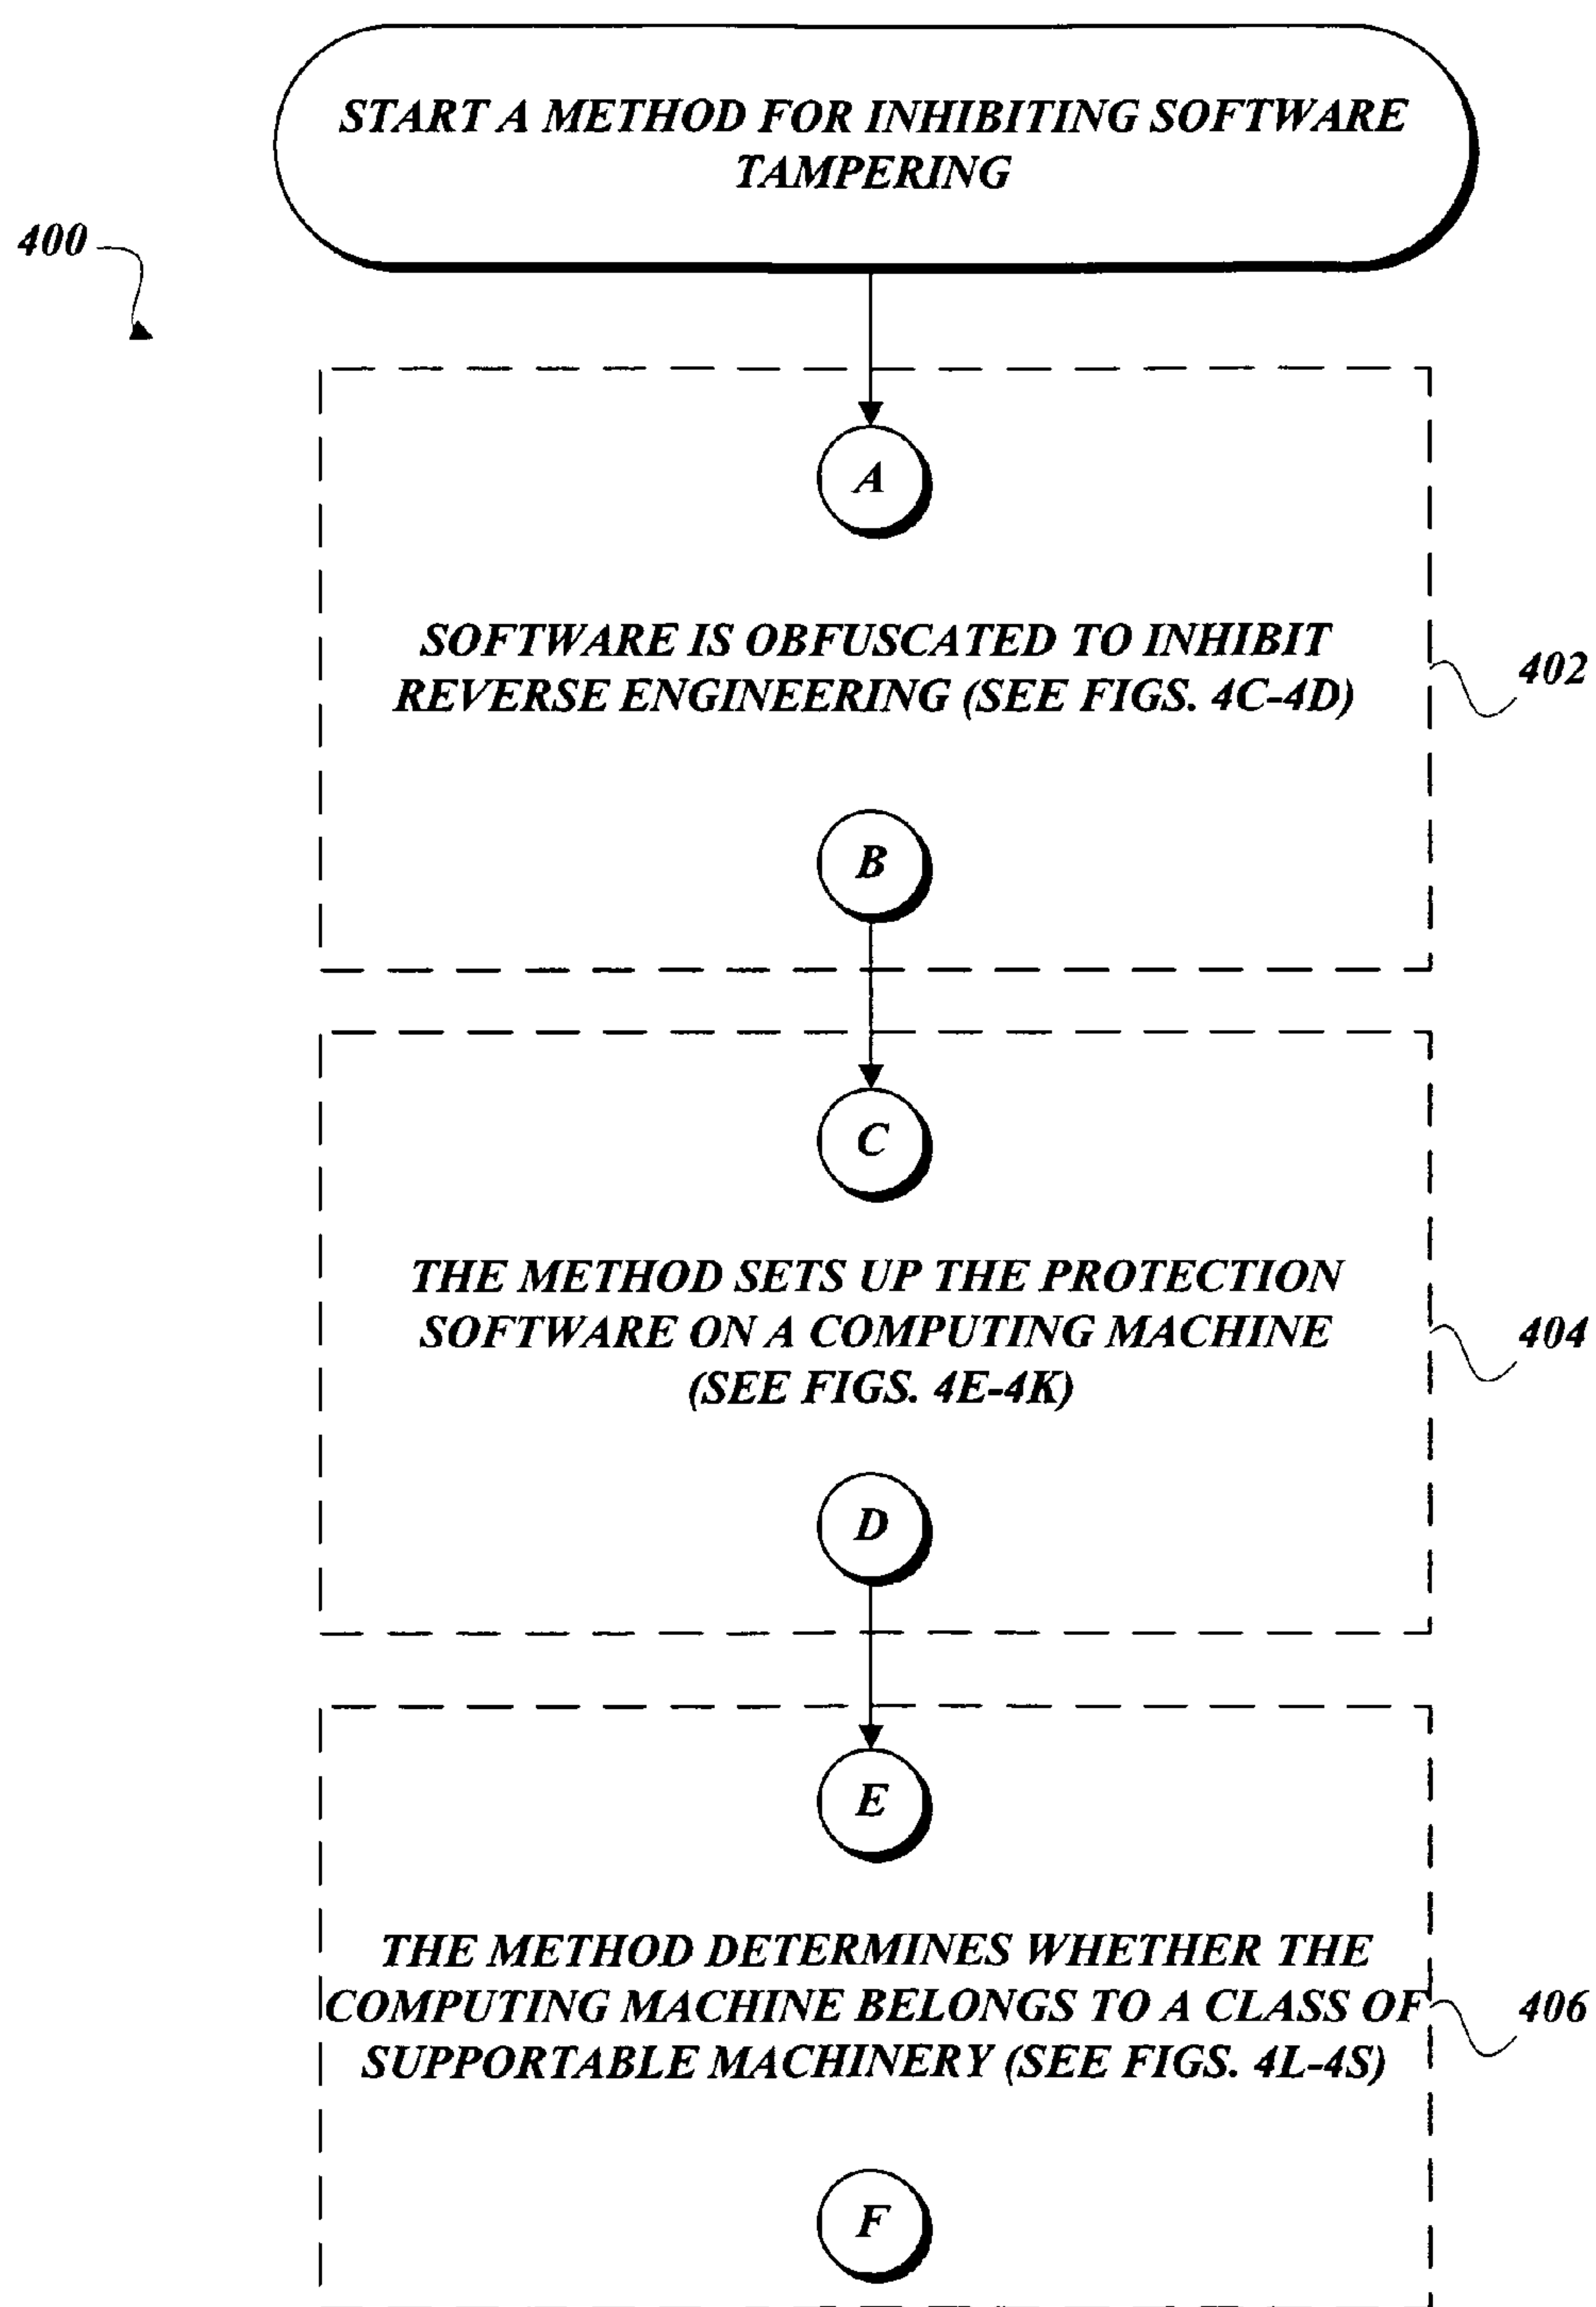 START A METHOD FOR INHIBITING SOFTWARE
TAMPERING
400
A
SOFTWARE IS OBFUSCATED TO INHIBIT
REVERSE ENGINEERING (SEE FIGS. 4C-4D)
402
B
C
THE METHOD SETS UP THE PROTECTION
SOFTWARE ON A COMPUTING MACHINE
(SEE FIGS. 4E-4K)
404
D
E
THE METHOD DETERMINES WHETHER THE
COMPUTING MACHINE BELONGS TO A CLASS OF
SUPPORTABLE MACHINERY (SEE FIGS. 4L-4S)
406
F